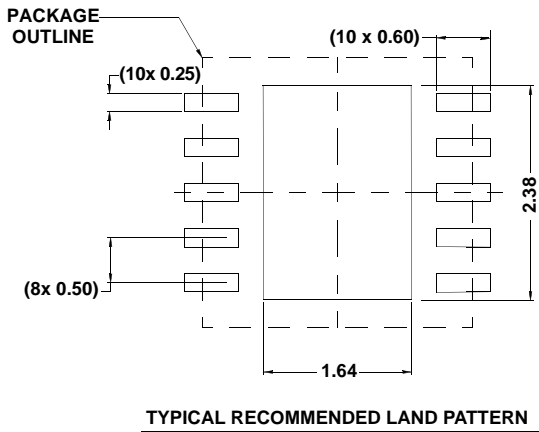 PACKAGE
OUTLINE
(10 x 0.60)
(10x 0.25)
2.38
(8x 0.50)
1.64
TYPICAL RECOMMENDED LAND PATTERN